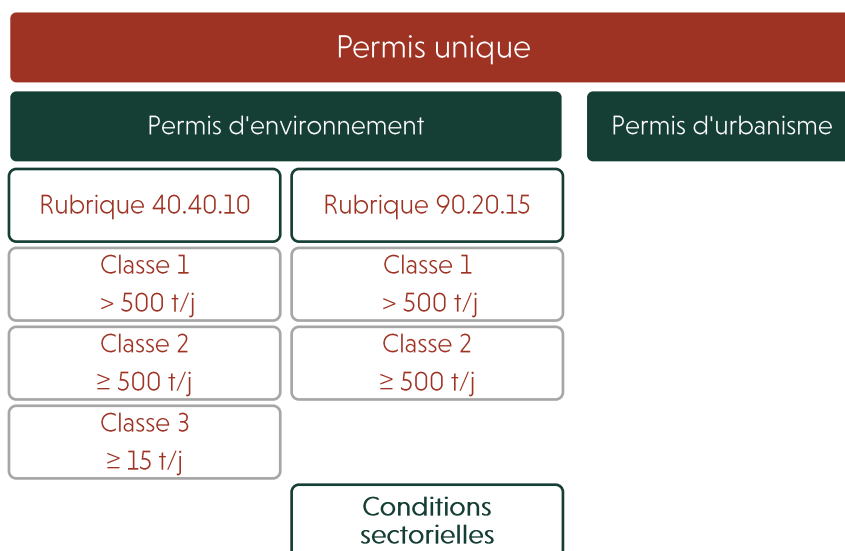 Permis unique
Permis d'environnement
Permis d'urbanisme
Rubrique 40.40.10
Rubrique 90.20.15
Classe 1
> 500 t/j
Classe 1
> 500 t/j
Classe 2
≥ 500 t/j
Classe 2
≥ 500 t/j
Classe 3
≥ 15 t/j
Conditions
sectorielles